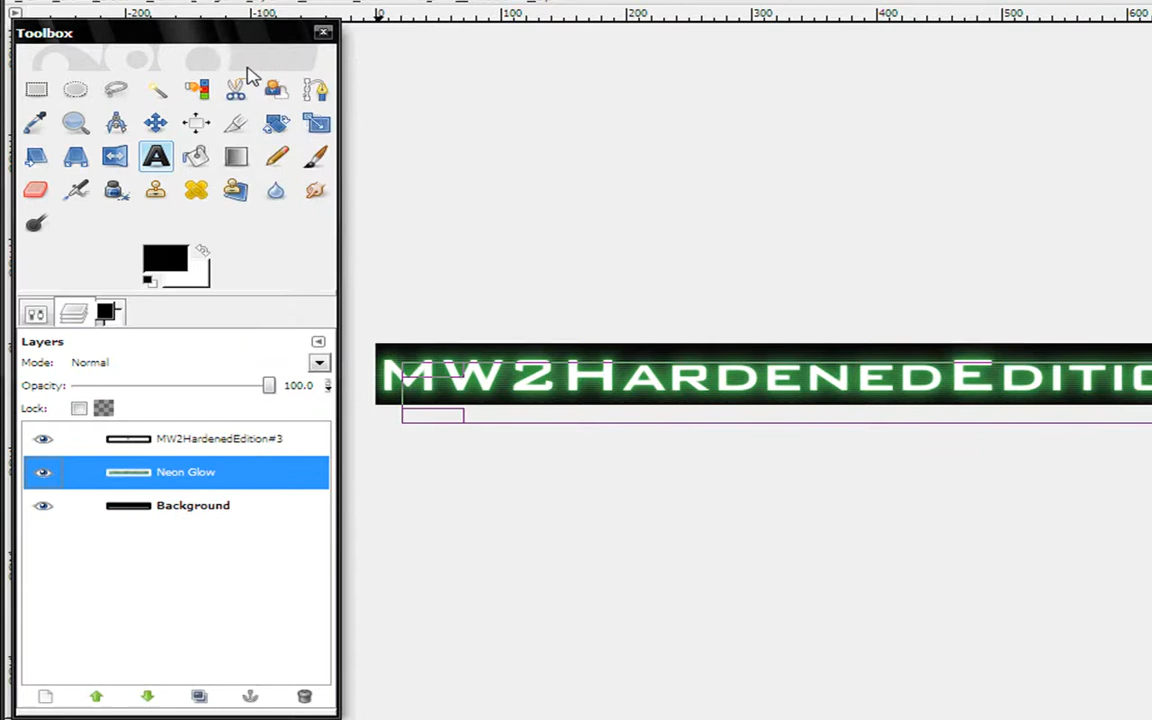 -200 -100 0 100 200 300 400 500 600
Toolbox
MW2HardenedEditio
Layers
Mode: Normal
Opacity: 100.0
Lock:
MW2HardenedEdition#3
Neon Glow
Background